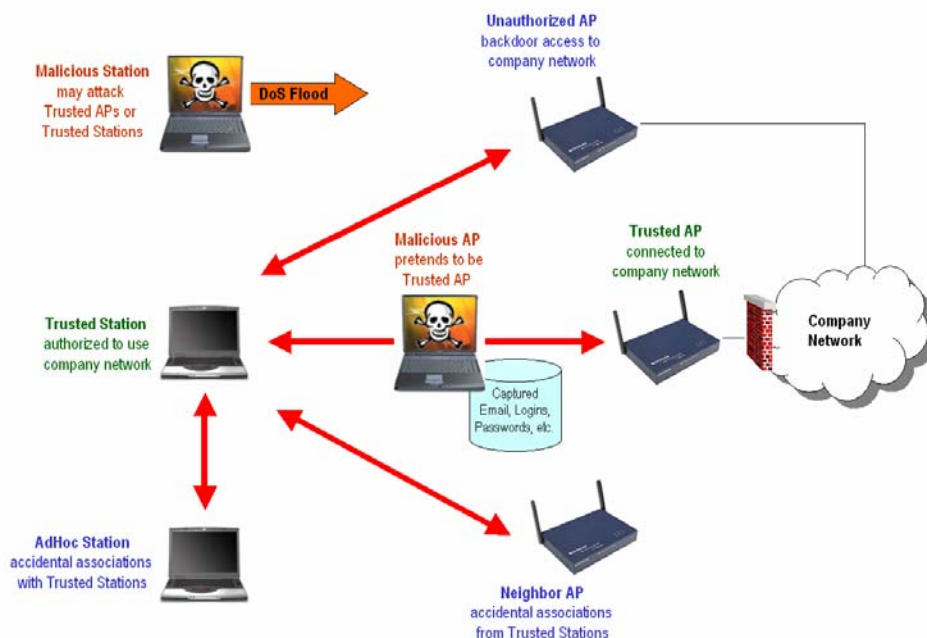 Unauthorized AP
backdoor access to
company network
Malicious Station
may attack
Trusted APs or
Trusted Stations
DoS Flood
Malicious AP
pretends to be
Trusted AP
Trusted AP
connected to
company network
Trusted Station
authorized to use
company network
Company
Network
Captured
Email, Logins,
Passwords, etc.
AdHoc Station
accidental associations
with Trusted Stations
Neighbor AP
accidental associations
from Trusted Stations